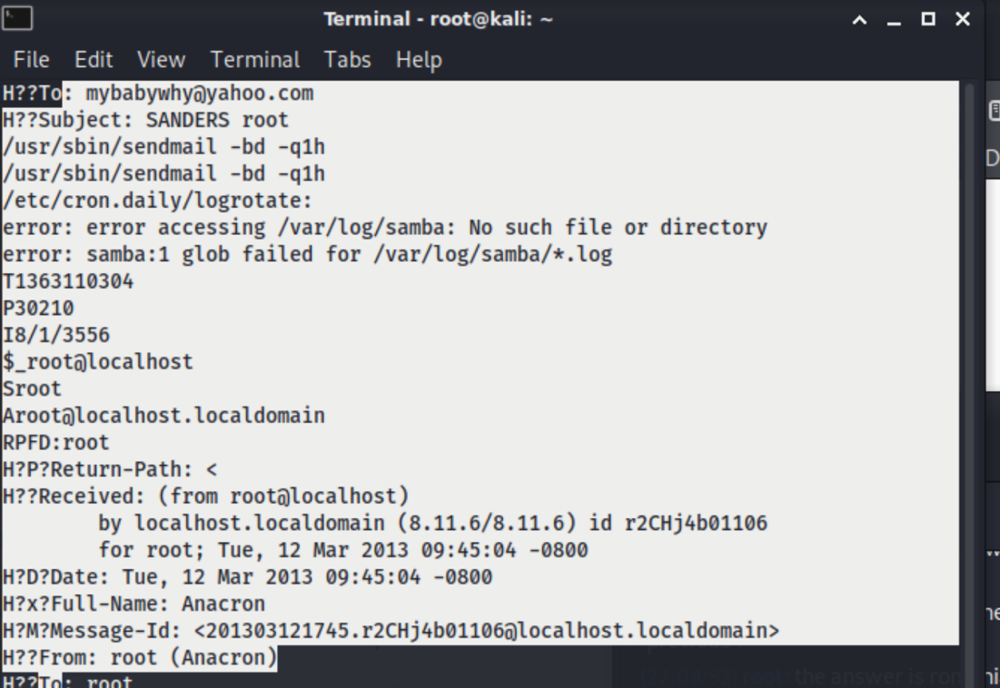 Terminal - root@kali: ~
File Edit View Terminal Tabs Help
H??To: mybabywhy@yahoo.com
H??Subject: SANDERS root
/usr/sbin/sendmail -bd -q1h
/usr/sbin/sendmail -bd -q1h
/etc/cron.daily/logrotate:
error: error accessing /var/log/samba: No such file or directory
error: samba:1 glob failed for /var/log/samba/*.log
T1363110304
P30210
I8/1/3556
$_root@localhost
Sroot
Aroot@localhost.localdomain
RPFD:root
H?P?Return-Path: <
H??Received: (from root@localhost)
        by localhost.localdomain (8.11.6/8.11.6) id r2CHj4b01106
        for root; Tue, 12 Mar 2013 09:45:04 -0800
H?D?Date: Tue, 12 Mar 2013 09:45:04 -0800
H?x?Full-Name: Anacron
H?M?Message-Id: <201303121745.r2CHj4b01106@localhost.localdomain>
H??From: root (Anacron)
H??To: root
the answer is